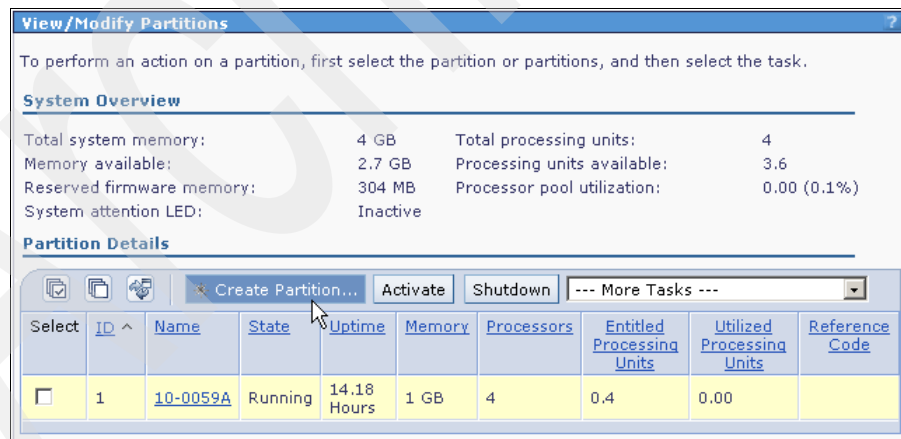 View/Modify Partitions ?
To perform an action on a partition, first select the partition or partitions, and then select the task.
System Overview
Total system memory: 4 GB Total processing units: 4
Memory available: 2.7 GB Processing units available: 3.6
Reserved firmware memory: 304 MB Processor pool utilization: 0.00 (0.1%)
System attention LED: Inactive
Partition Details
Create Partition... Activate Shutdown --- More Tasks ---
Select ID ^ Name State Uptime Memory Processors Entitled Processing Units Utilized Processing Units Reference Code
1 10-0059A Running 14.18 Hours 1 GB 4 0.4 0.00